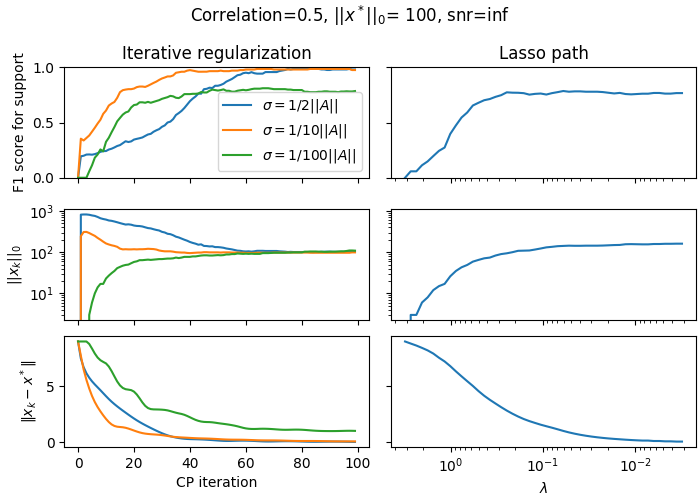 Correlation=0.5, ||x*||₀= 100, snr=inf
Iterative regularization
Lasso path
F1 score for support
1.0
0.5
0.0
σ = 1/2||A||
σ = 1/10||A||
σ = 1/100||A||
||xₖ||₀
10³
10²
10¹
‖xₖ − x*‖
5
0
0 20 40 60 80 100
CP iteration
10⁰ 10⁻¹ 10⁻²
λ